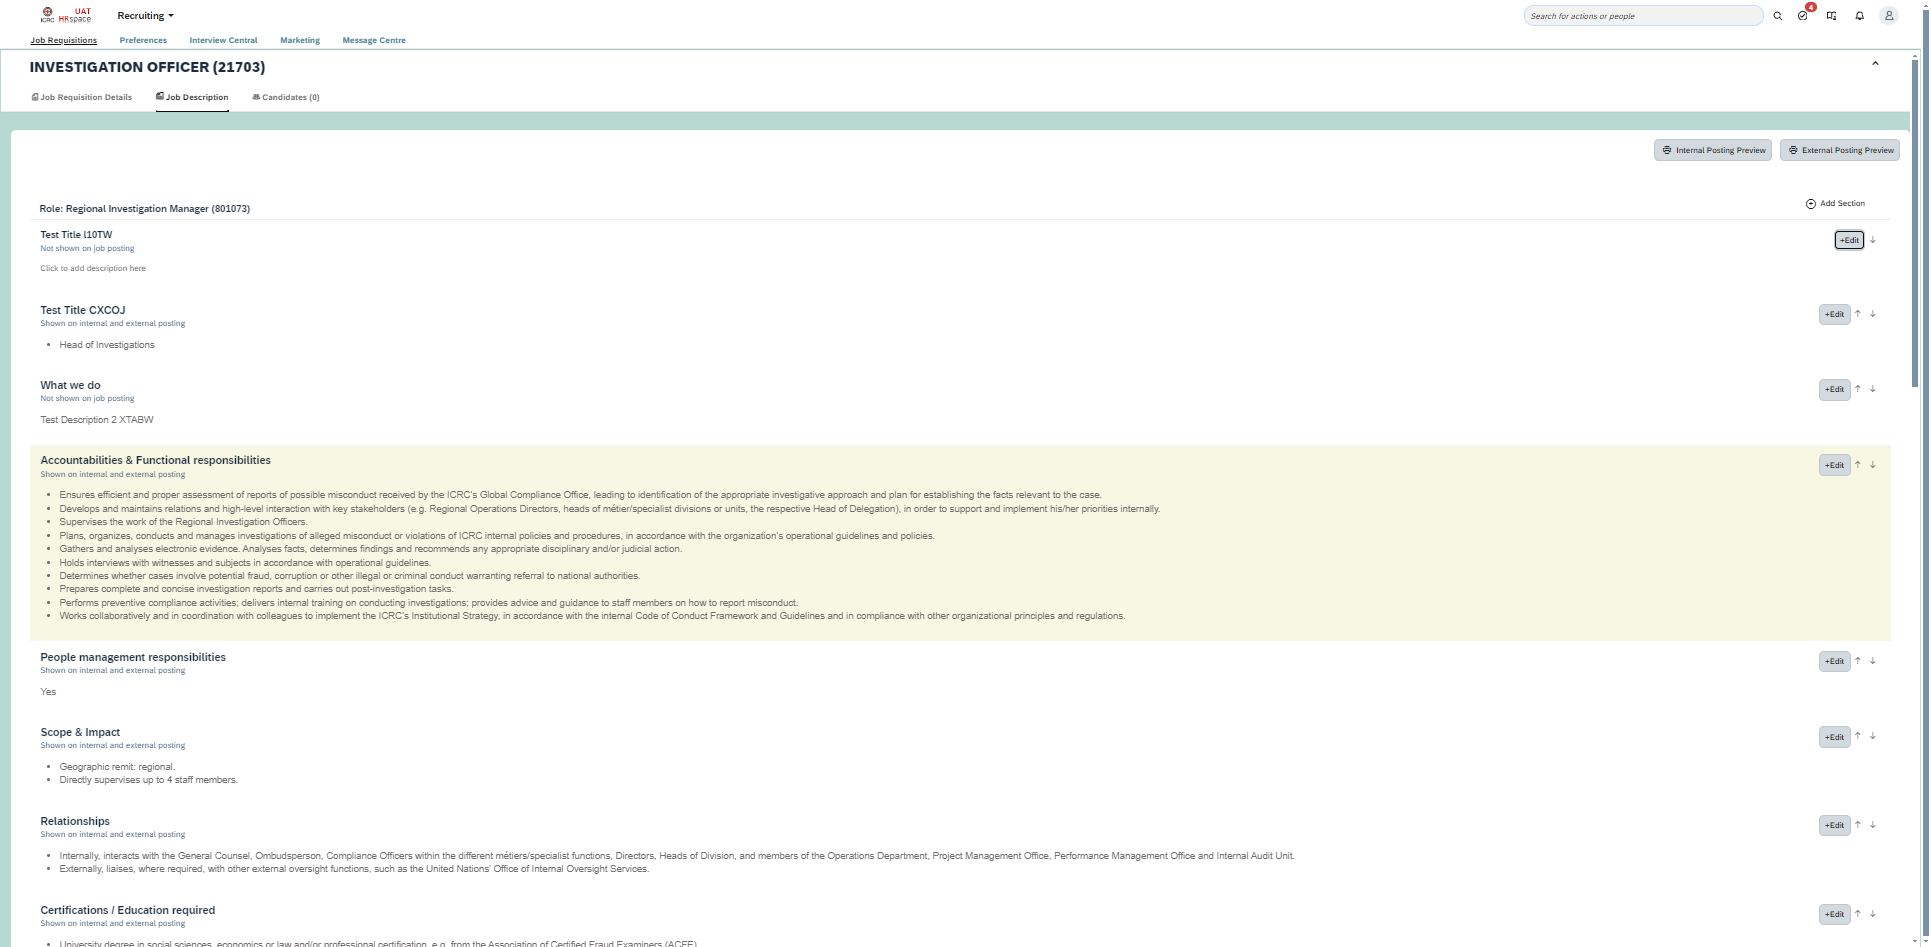 ICRC UAT HRspace Recruiting Search for actions or people 4
Job Requisitions Preferences Interview Central Marketing Message Centre
INVESTIGATION OFFICER (21703)
Job Requisition Details Job Description Candidates (0)
Internal Posting Preview External Posting Preview
Role: Regional Investigation Manager (801073) Add Section
Test Title l10TW
Not shown on job posting
+Edit
Click to add description here
Test Title CXCOJ
Shown on internal and external posting
+Edit
• Head of Investigations
What we do
Not shown on job posting
+Edit
Test Description 2 XTABW
Accountabilities & Functional responsibilities
Shown on internal and external posting
+Edit
• Ensures efficient and proper assessment of reports of possible misconduct received by the ICRC's Global Compliance Office, leading to identification of the appropriate investigative approach and plan for establishing the facts relevant to the case.
• Develops and maintains relations and high-level interaction with key stakeholders (e.g. Regional Operations Directors, heads of métier/specialist divisions or units, the respective Head of Delegation), in order to support and implement his/her priorities internally.
• Supervises the work of the Regional Investigation Officers.
• Plans, organizes, conducts and manages investigations of alleged misconduct or violations of ICRC internal policies and procedures, in accordance with the organization's operational guidelines and policies.
• Gathers and analyses electronic evidence. Analyses facts, determines findings and recommends any appropriate disciplinary and/or judicial action.
• Holds interviews with witnesses and subjects in accordance with operational guidelines.
• Determines whether cases involve potential fraud, corruption or other illegal or criminal conduct warranting referral to national authorities.
• Prepares complete and concise investigation reports and carries out post-investigation tasks.
• Performs preventive compliance activities; delivers internal training on conducting investigations; provides advice and guidance to staff members on how to report misconduct.
• Works collaboratively and in coordination with colleagues to implement the ICRC's Institutional Strategy, in accordance with the internal Code of Conduct Framework and Guidelines and in compliance with other organizational principles and regulations.
People management responsibilities
Shown on internal and external posting
+Edit
Yes
Scope & Impact
Shown on internal and external posting
+Edit
• Geographic remit: regional.
• Directly supervises up to 4 staff members.
Relationships
Shown on internal and external posting
+Edit
• Internally, interacts with the General Counsel, Ombudsperson, Compliance Officers within the different métiers/specialist functions, Directors, Heads of Division, and members of the Operations Department, Project Management Office, Performance Management Office and Internal Audit Unit.
• Externally, liaises, where required, with other external oversight functions, such as the United Nations' Office of Internal Oversight Services.
Certifications / Education required
Shown on internal and external posting
+Edit
• University degree in social sciences, economics or law and/or professional certification, e.g. from the Association of Certified Fraud Examiners (ACFE)